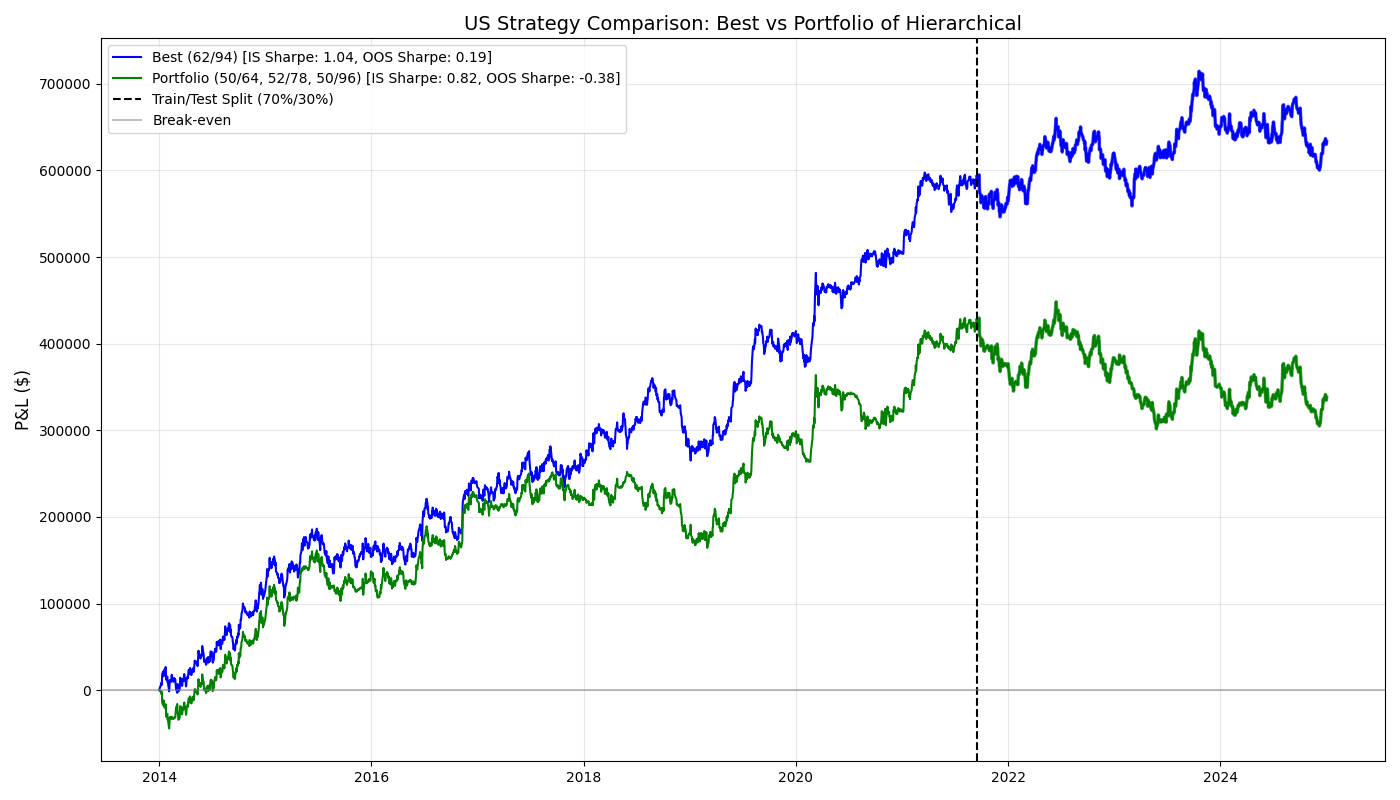 US Strategy Comparison: Best vs Portfolio of Hierarchical
Best (62/94) [IS Sharpe: 1.04, OOS Sharpe: 0.19]
Portfolio (50/64, 52/78, 50/96) [IS Sharpe: 0.82, OOS Sharpe: -0.38]
Train/Test Split (70%/30%)
Break-even
P&L ($)
700000
600000
500000
400000
300000
200000
100000
0
2014
2016
2018
2020
2022
2024